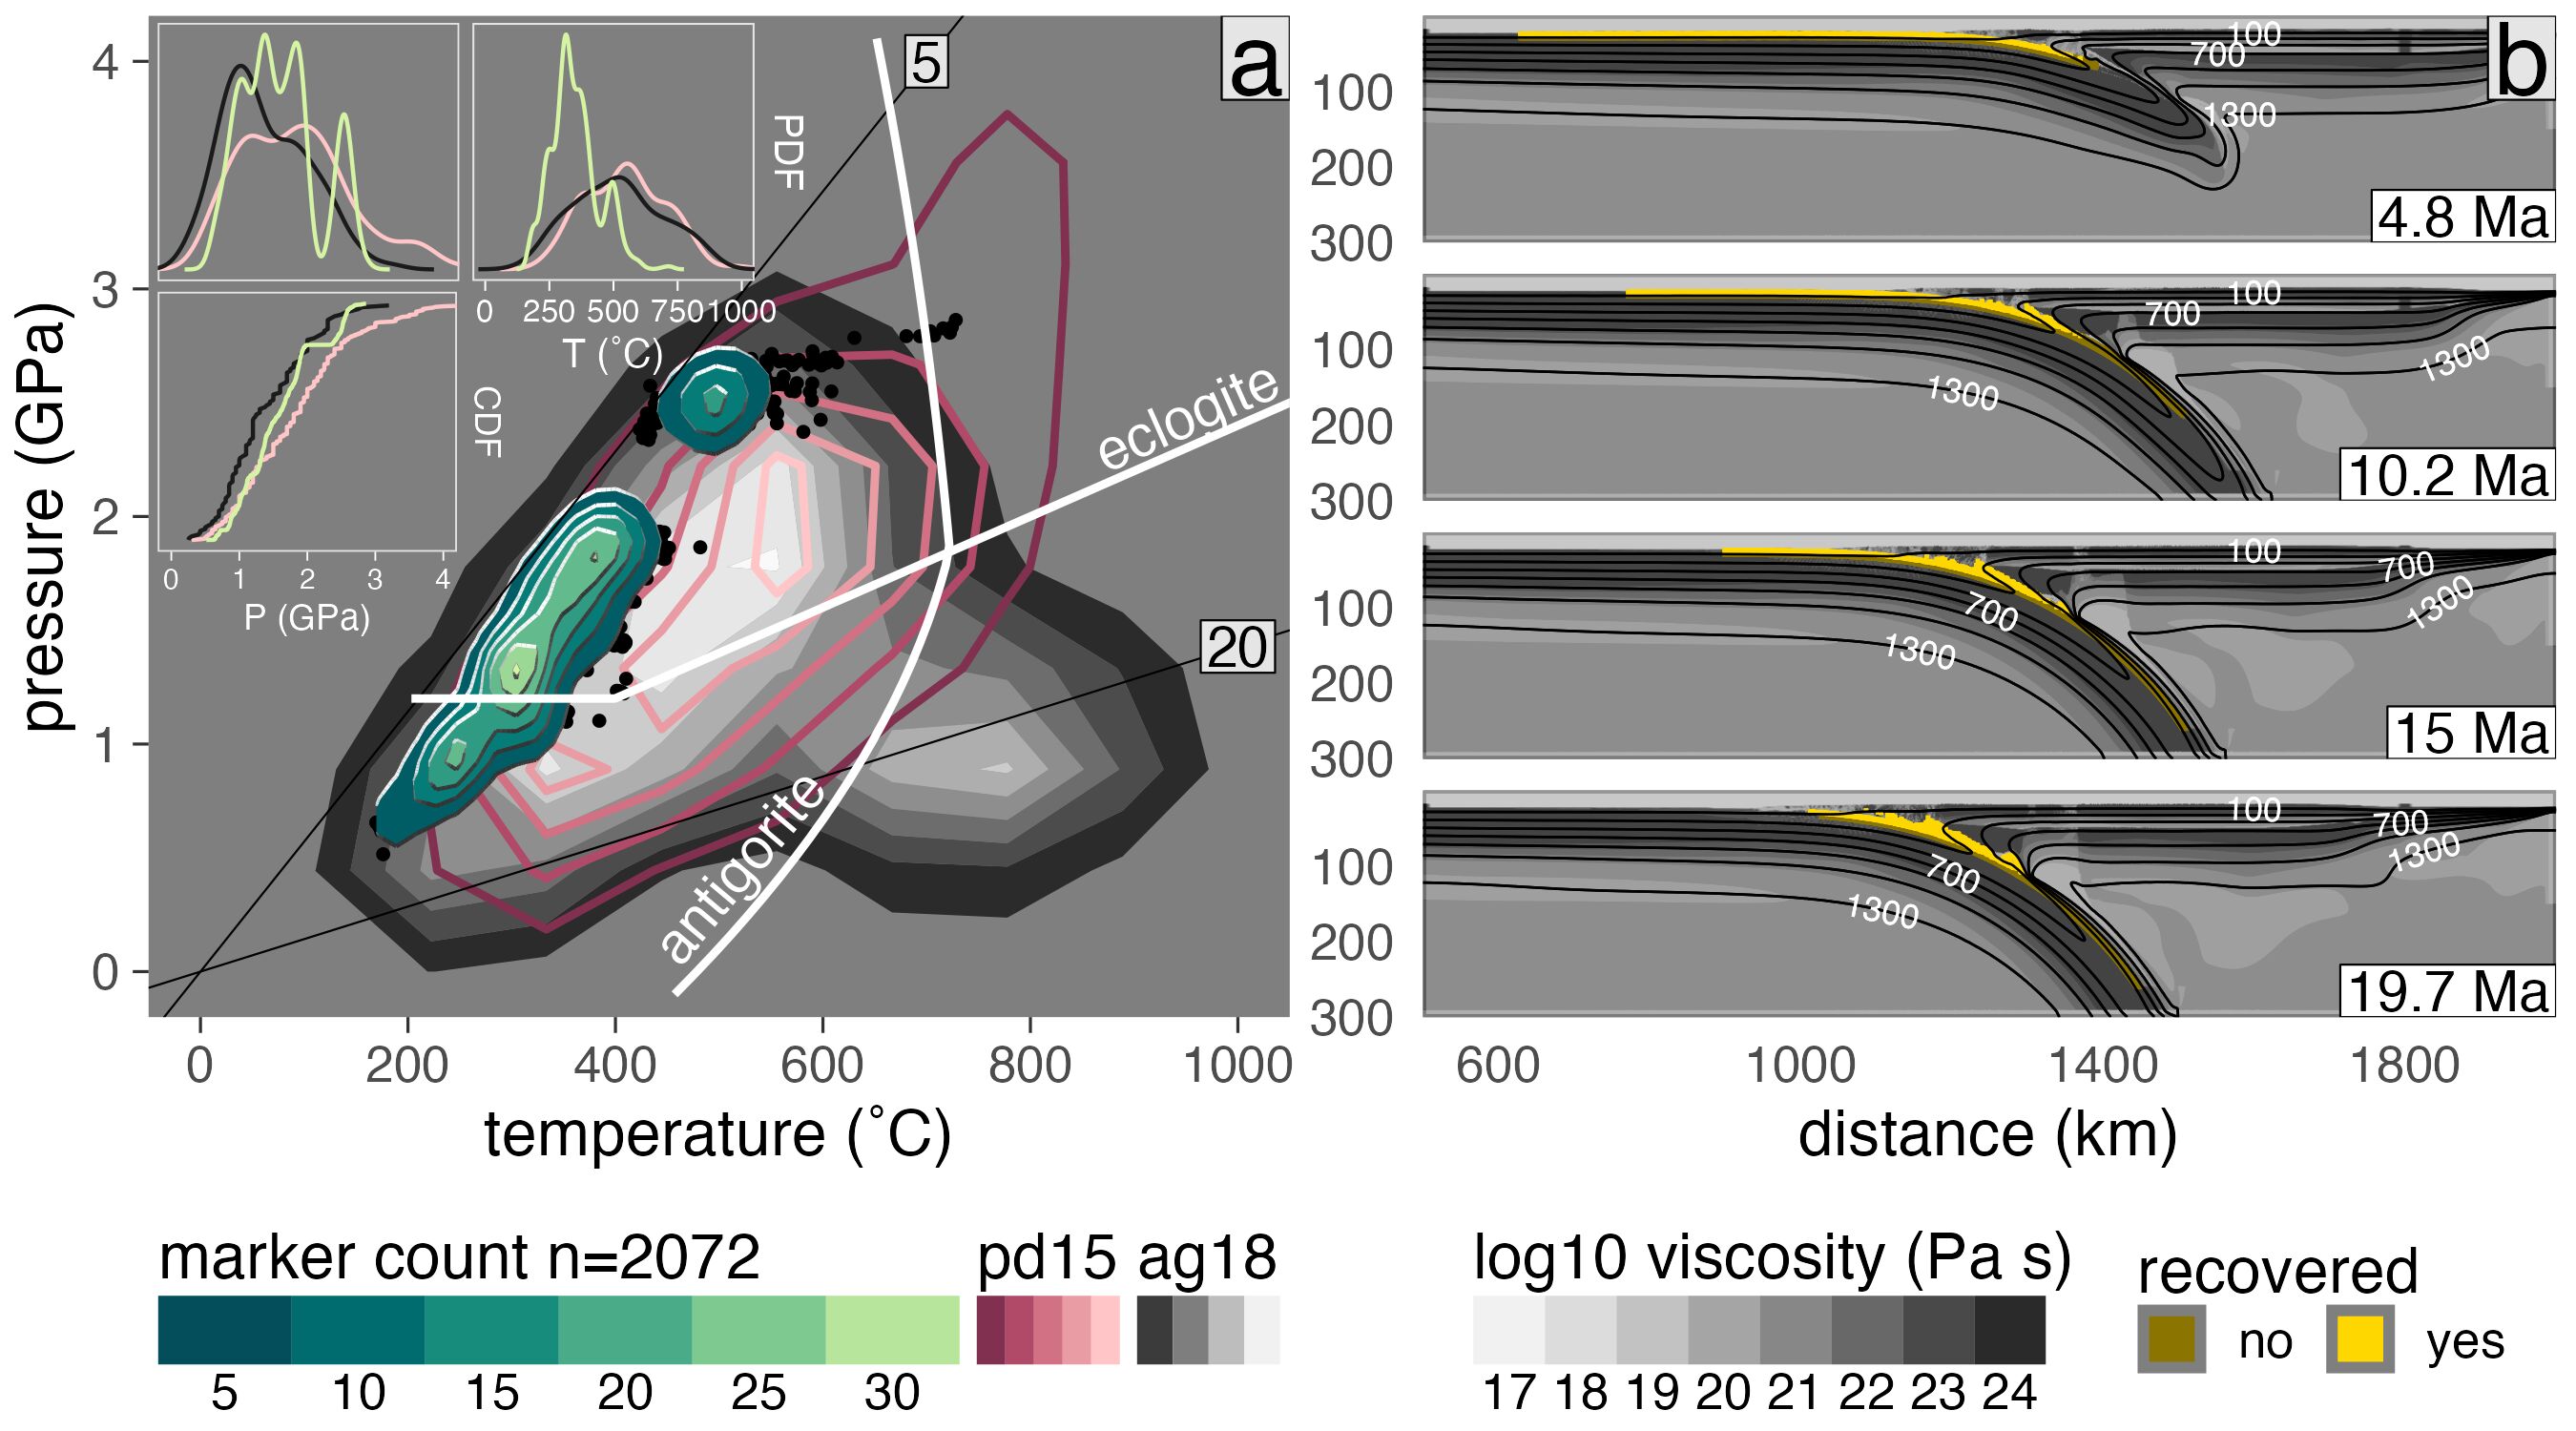 a
5
20
eclogite
antigorite
PDF
0 250 500 750 1000
T (˚C)
CDF
0 1 2 3 4
P (GPa)
4
3
2
1
0
pressure (GPa)
0 200 400 600 800 1000
temperature (˚C)
b
100
700
1300
100
200
300
4.8 Ma
100
700
1300
1300
100
200
300
10.2 Ma
100
700
1300
700
1300
100
200
300
15 Ma
100
700
1300
700
1300
100
200
300
19.7 Ma
600 1000 1400 1800
distance (km)
marker count n=2072
5 10 15 20 25 30
pd15 ag18
log10 viscosity (Pa s)
17 18 19 20 21 22 23 24
recovered
no yes